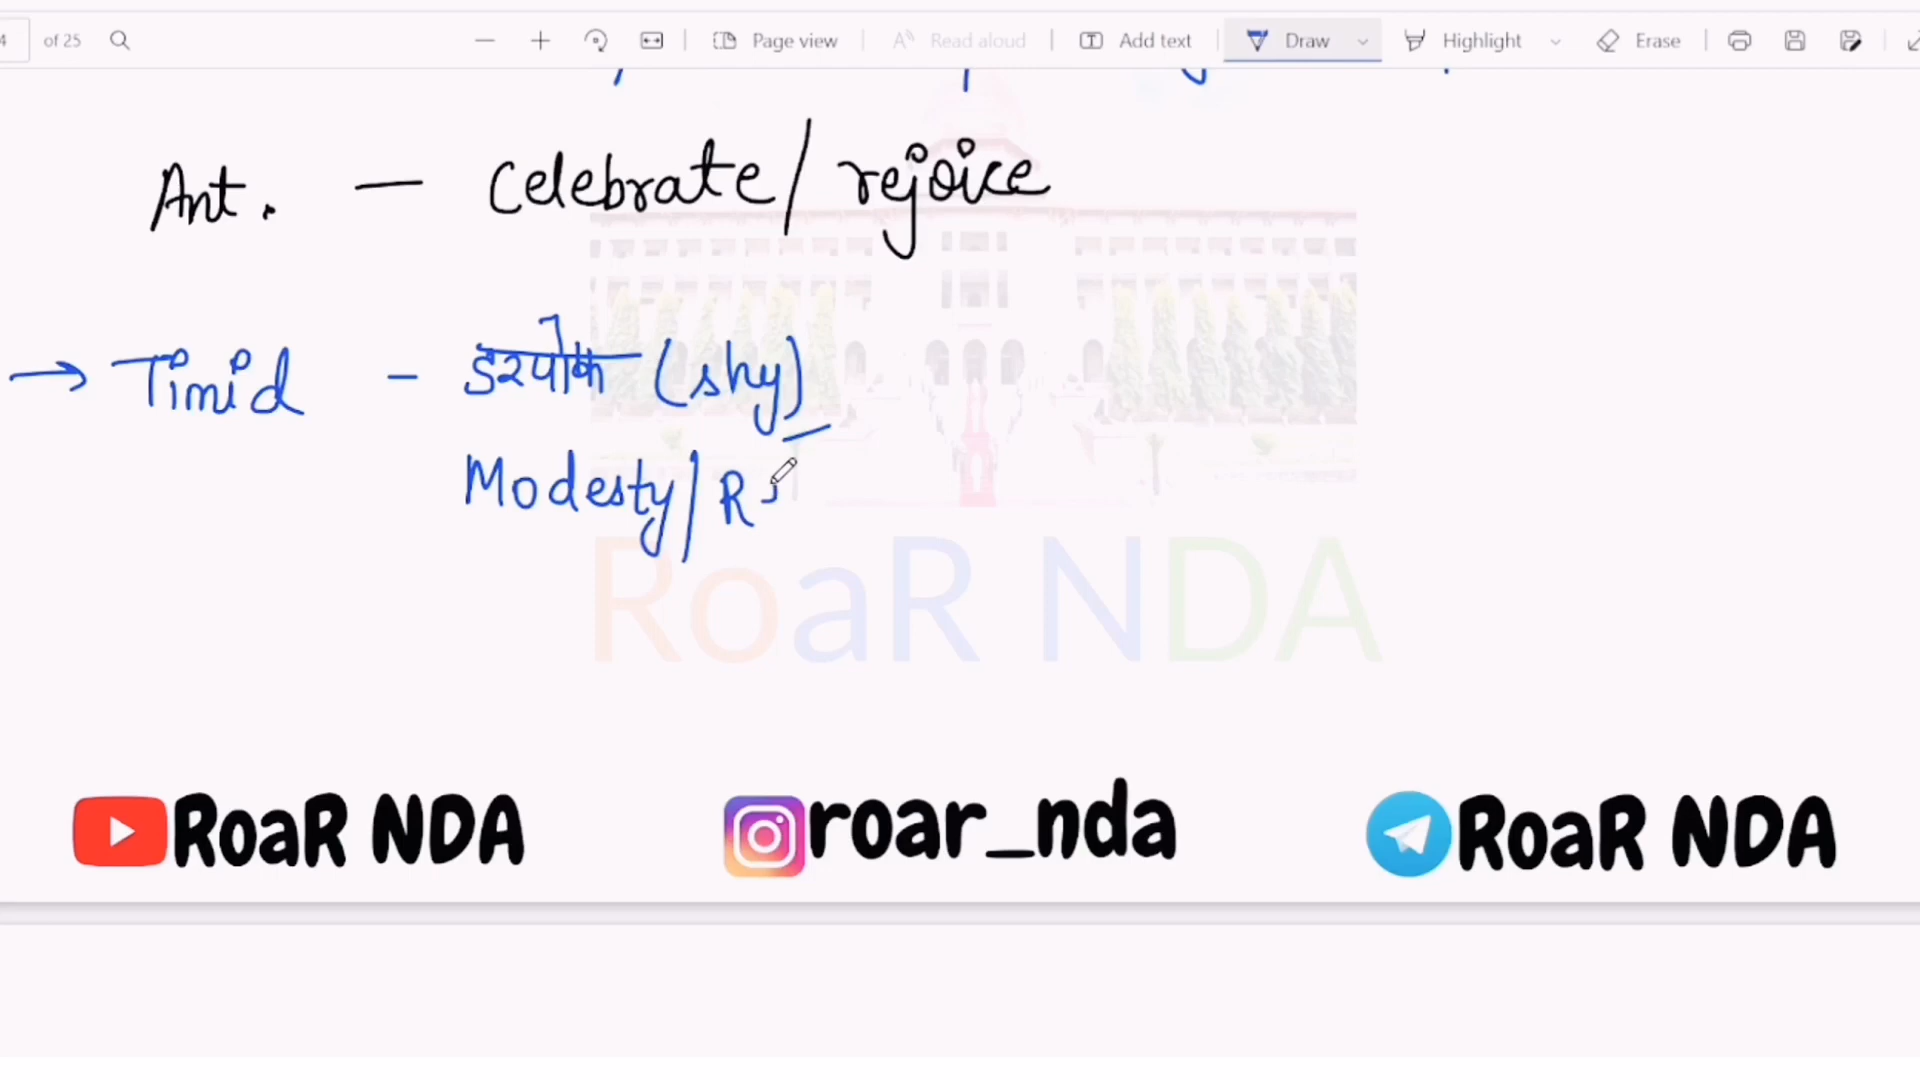 4 of 25 Page view Read aloud Add text Draw Highlight Erase
Ant. — Celebrate / rejoice
→ Timid - डरपोक (shy)
Modesty / R
RoaR NDA
RoaR NDA roar_nda RoaR NDA